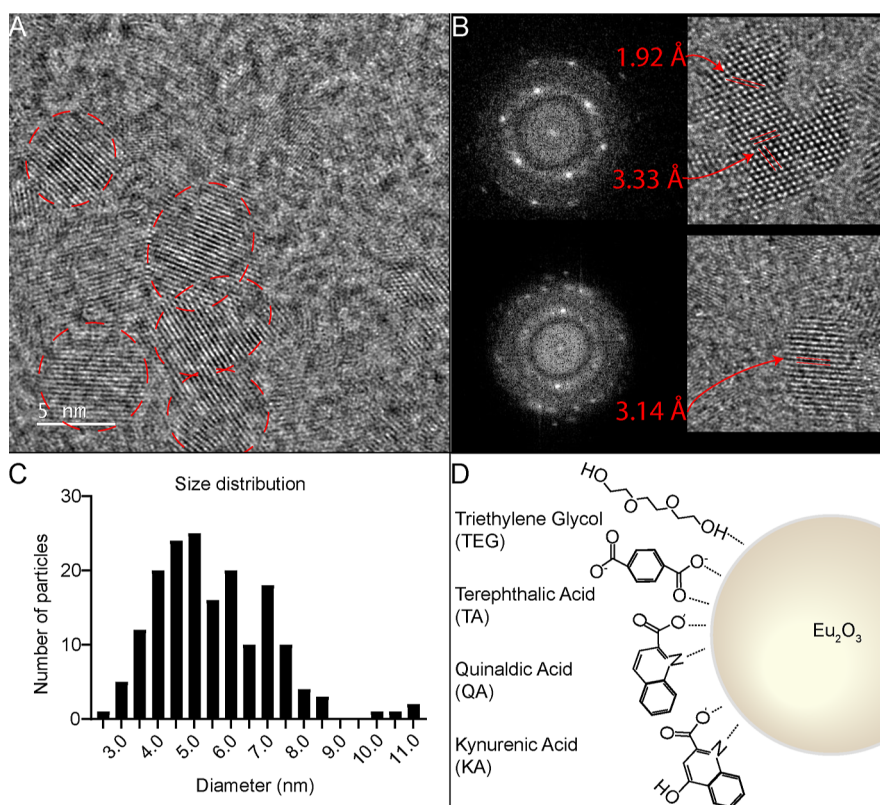 A
5 nm
B
1.92 Å
3.33 Å
3.14 Å
C
Size distribution
Number of particles
30
20
10
0
3.0
4.0
5.0
6.0
7.0
8.0
9.0
10.0
11.0
Diameter (nm)
D
HO
O
O
OH
Triethylene Glycol
(TEG)
O
O-
O-
O
Terephthalic Acid
(TA)
O
O-
N
Quinaldic Acid
(QA)
O
O-
N
HO
Kynurenic Acid
(KA)
Eu₂O₃